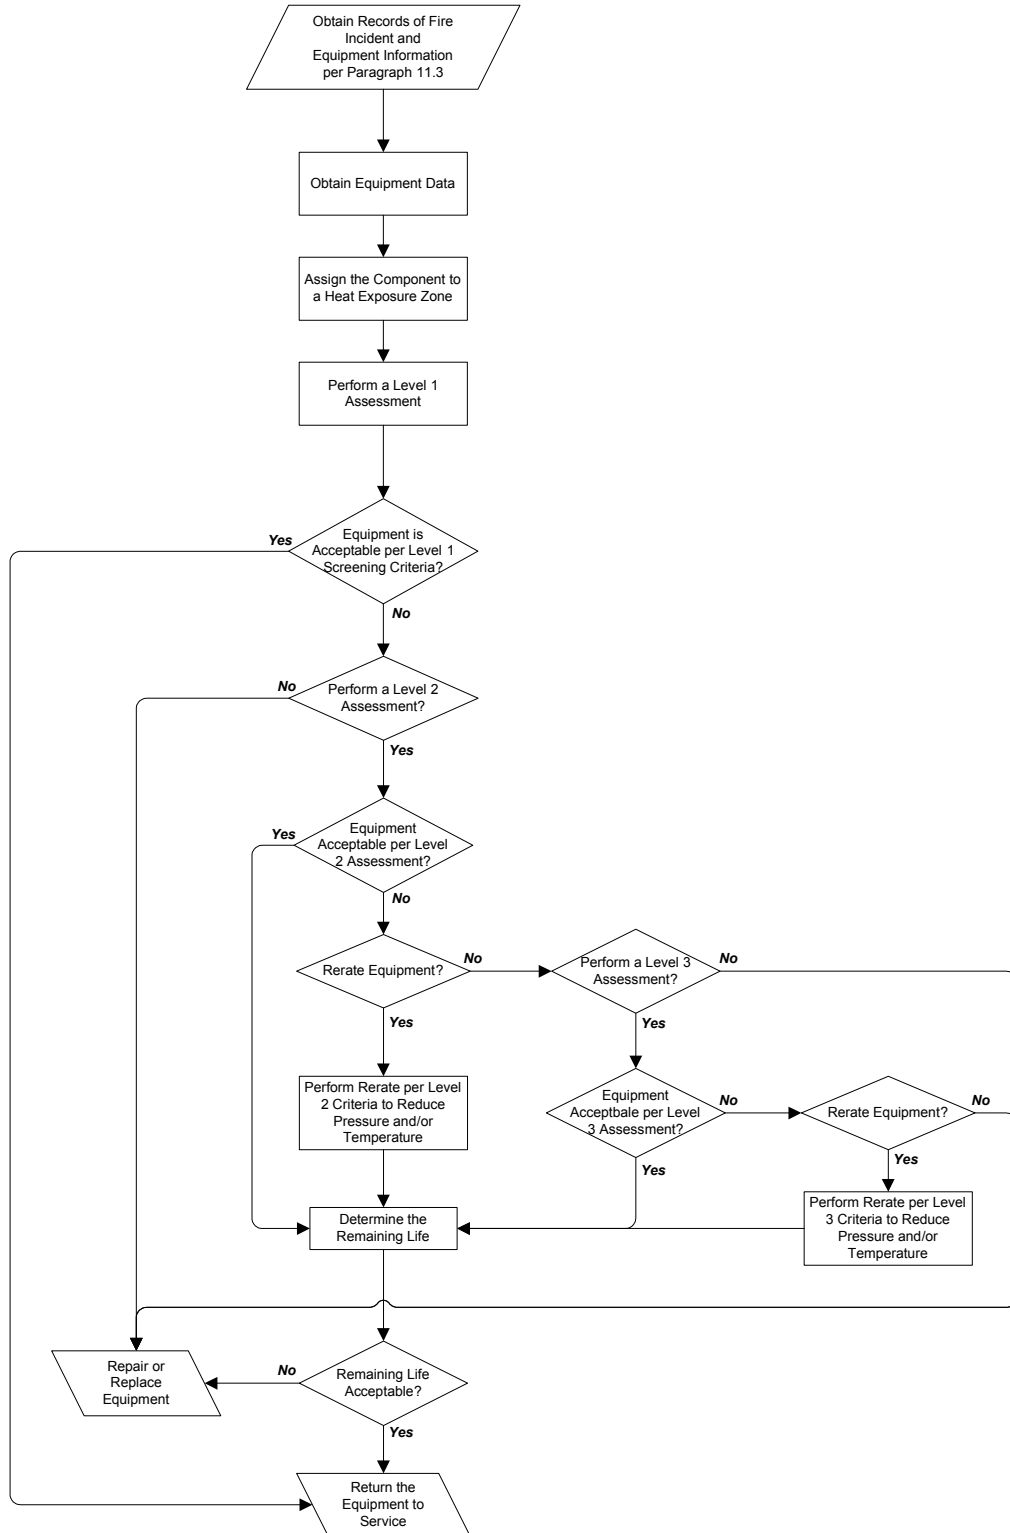 Obtain Records of Fire
Incident and
Equipment Information
per Paragraph 11.3
Obtain Equipment Data
Assign the Component to
a Heat Exposure Zone
Perform a Level 1
Assessment
Equipment is
Acceptable per Level 1
Screening Criteria?
Yes
No
Perform a Level 2
Assessment?
No
Yes
Equipment
Acceptable per Level
2 Assessment?
Yes
No
Rerate Equipment?
No
Yes
Perform a Level 3
Assessment?
No
Yes
Perform Rerate per Level
2 Criteria to Reduce
Pressure and/or
Temperature
Equipment
Acceptbale per Level
3 Assessment?
No
Yes
Rerate Equipment?
No
Yes
Perform Rerate per Level
3 Criteria to Reduce
Pressure and/or
Temperature
Determine the
Remaining Life
Remaining Life
Acceptable?
No
Yes
Repair or
Replace
Equipment
Return the
Equipment to
Service